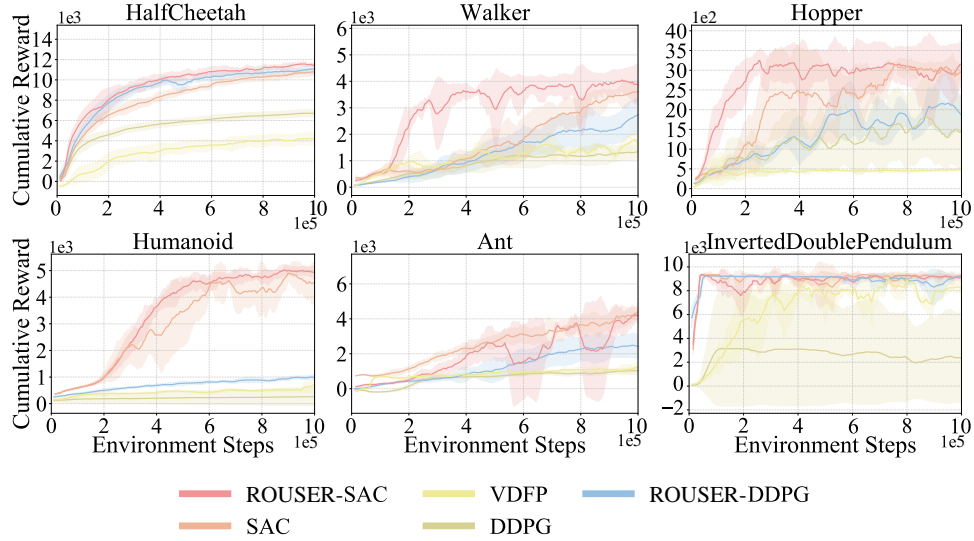 HalfCheetah Walker Hopper
1e3 1e3 1e2
Cumulative Reward
14
12
10
8
6
4
2
0
0 2 4 6 8 10
1e5
6
5
4
3
2
1
0
0 2 4 6 8 10
1e5
40
35
30
25
20
15
10
5
0
0 2 4 6 8 10
1e5
Humanoid Ant InvertedDoublePendulum
1e3 1e3 1e3
Cumulative Reward
5
4
3
2
1
0
0 2 4 6 8 10
Environment Steps 1e5
6
4
2
0
0 2 4 6 8 10
Environment Steps 1e5
10
8
6
4
2
0
−2
0 2 4 6 8 10
Environment Steps 1e5
ROUSER-SAC VDFP ROUSER-DDPG
SAC DDPG